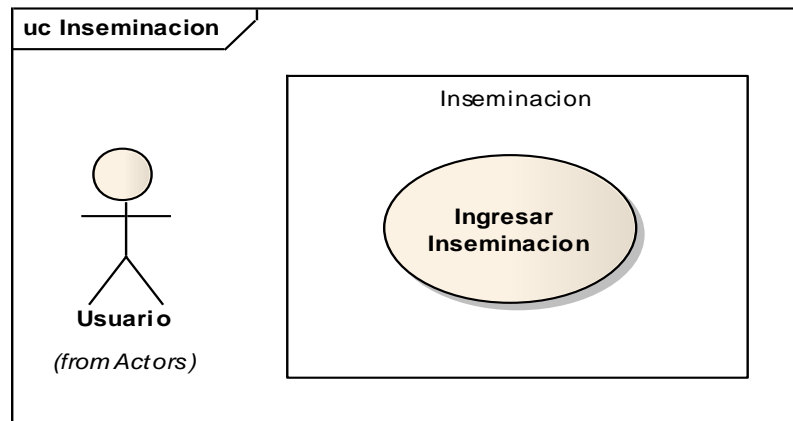 uc Inseminacion
Inseminacion
Ingresar
Inseminacion
Usuario
(from Actors)